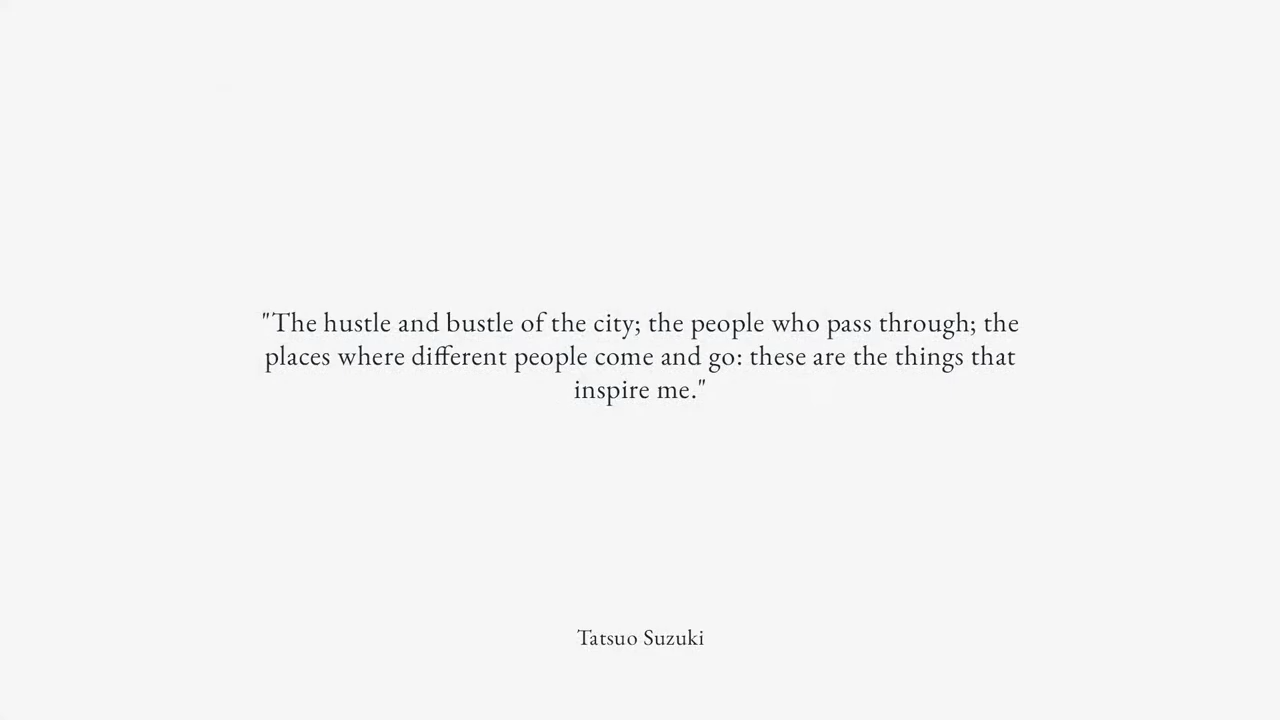 "The hustle and bustle of the city; the people who pass through; the
places where different people come and go: these are the things that
inspire me."
Tatsuo Suzuki